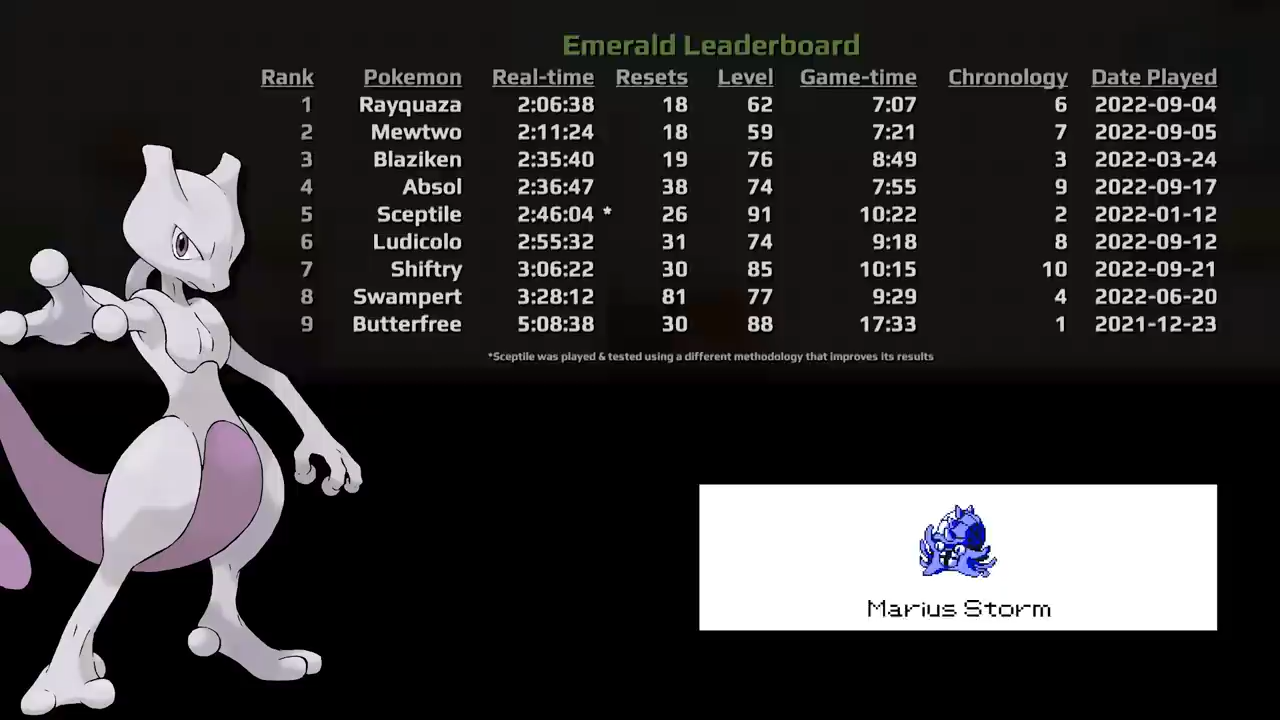 Emerald Leaderboard
Rank Pokemon Real-time Resets Level Game-time Chronology Date Played
1 Rayquaza 2:06:38 18 62 7:07 6 2022-09-04
2 Mewtwo 2:11:24 18 59 7:21 7 2022-09-05
3 Blaziken 2:35:40 19 76 8:49 3 2022-03-24
4 Absol 2:36:47 38 74 7:55 9 2022-09-17
5 Sceptile 2:46:04 * 26 91 10:22 2 2022-01-12
6 Ludicolo 2:55:32 31 74 9:18 8 2022-09-12
7 Shiftry 3:06:22 30 85 10:15 10 2022-09-21
8 Swampert 3:28:12 81 77 9:29 4 2022-06-20
9 Butterfree 5:08:38 30 88 17:33 1 2021-12-23
*Sceptile was played & tested using a different methodology that improves its results
Marius Storm